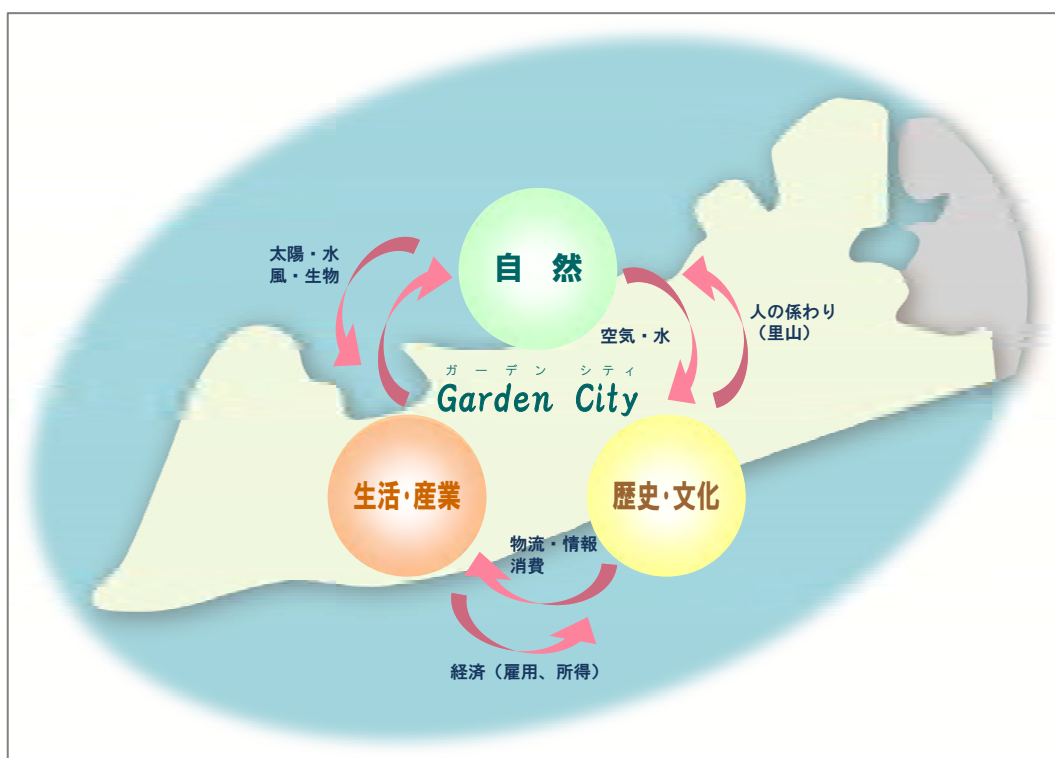 自　然
太陽・水
風・生物
人の係わり
（里山）
空気・水
ガーデン　シティ
Garden City
生活・産業
歴史・文化
物流・情報
消費
経済（雇用、所得）